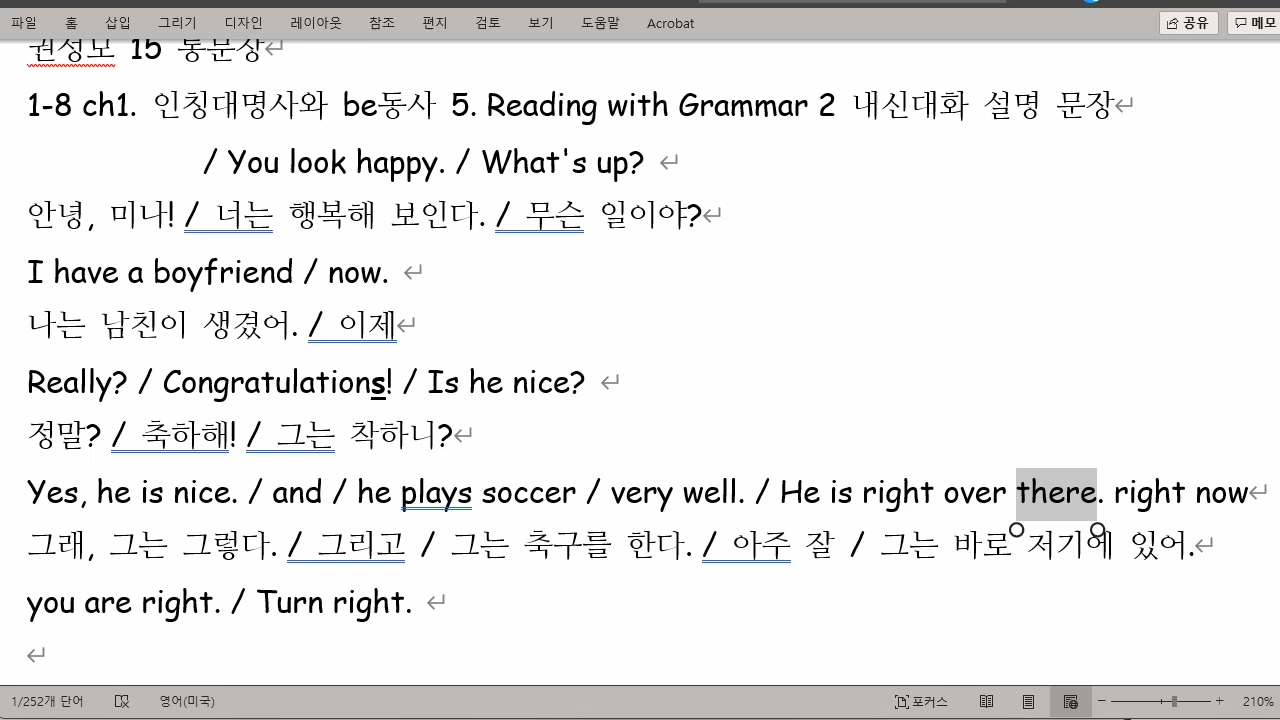 파일 홈 삽입 그리기 디자인 레이아웃 참조 편지 검토 보기 도움말 Acrobat 공유 메모
권성모 15 통문장
1-8 ch1. 인칭대명사와 be동사 5. Reading with Grammar 2 내신대화 설명 문장
/ You look happy. / What's up?
안녕, 미나! / 너는 행복해 보인다. / 무슨 일이야?
I have a boyfriend / now.
나는 남친이 생겼어. / 이제
Really? / Congratulations! / Is he nice?
정말? / 축하해! / 그는 착하니?
Yes, he is nice. / and / he plays soccer / very well. / He is right over there. right now
그래, 그는 그렇다. / 그리고 / 그는 축구를 한다. / 아주 잘 / 그는 바로 저기에 있어.
you are right. / Turn right.
1/252개 단어 영어(미국) 포커스 210%